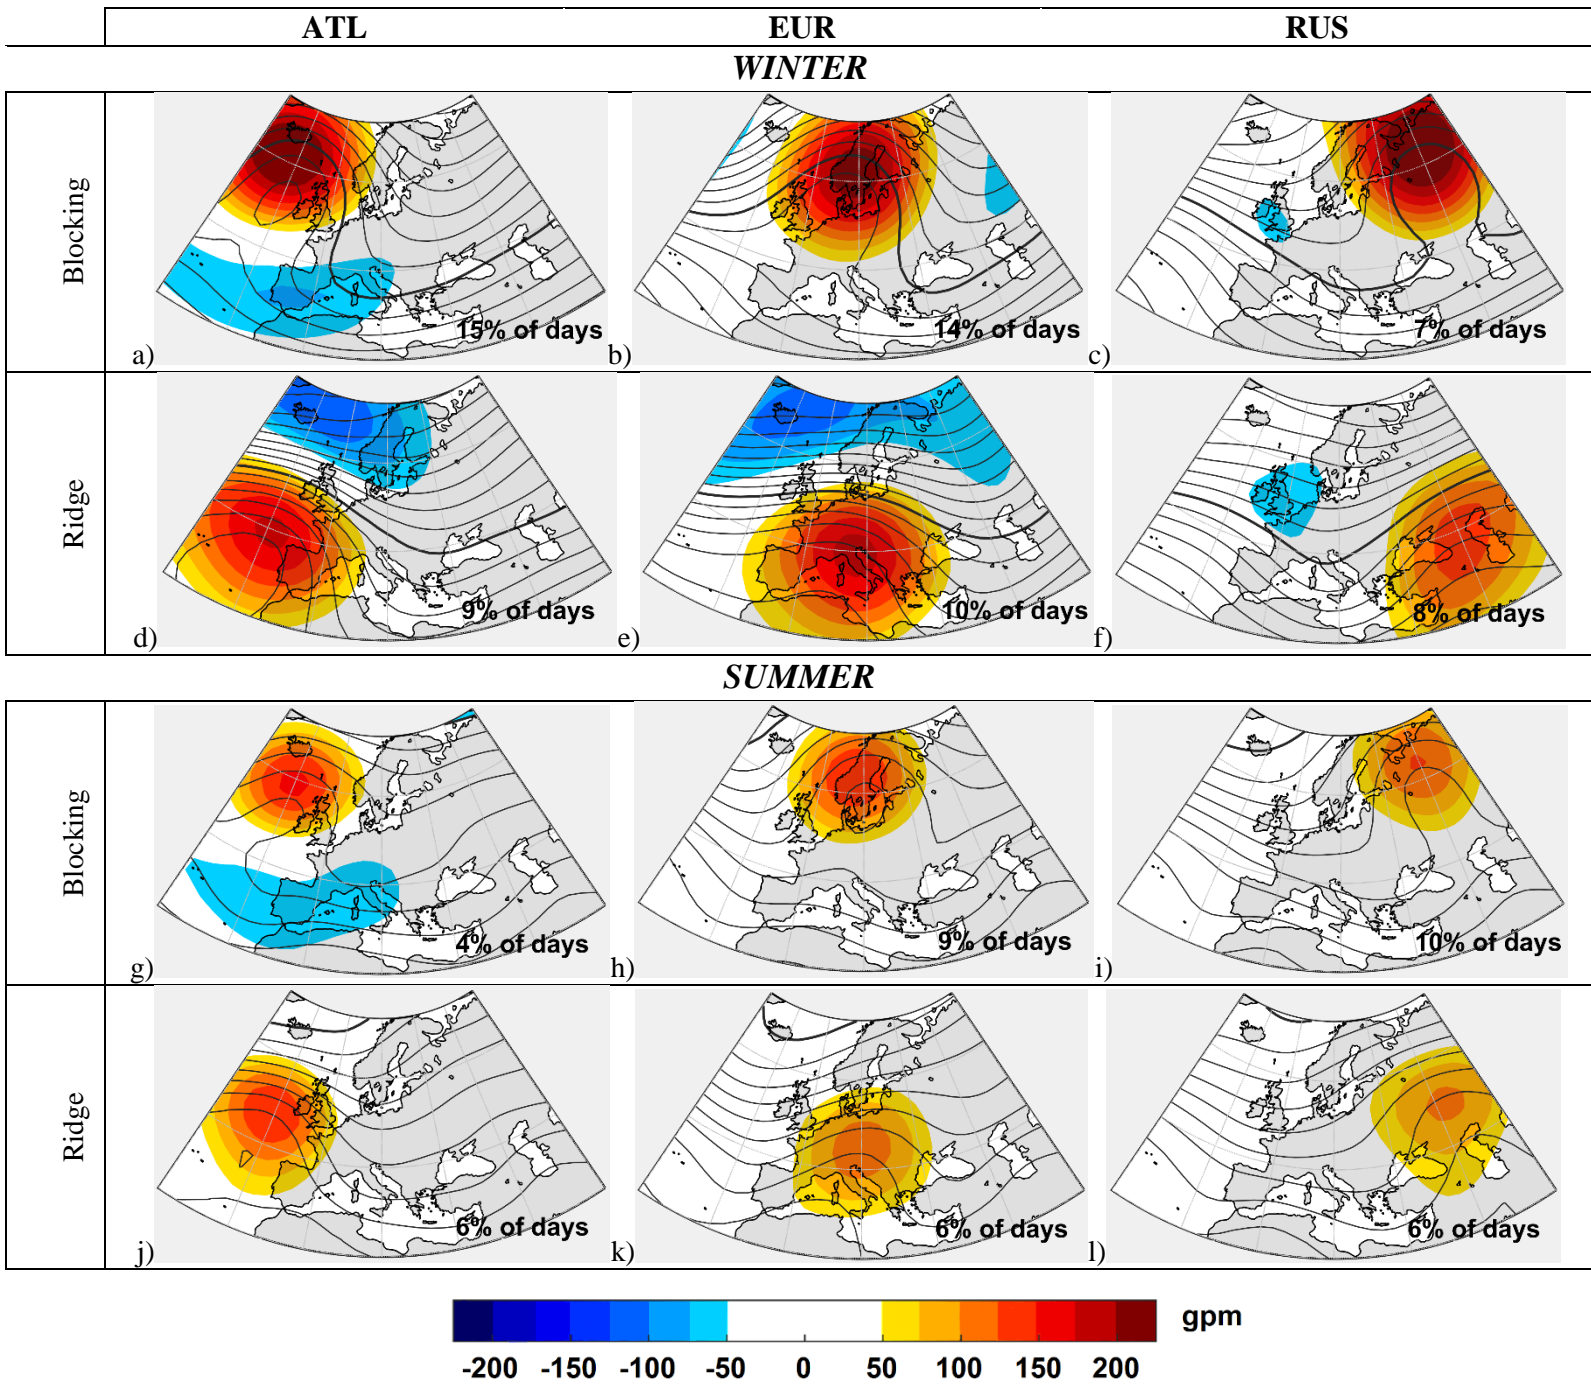 ATL EUR RUS
WINTER
Blocking
a) 15% of days b) 14% of days c) 7% of days
Ridge
d) 9% of days e) 10% of days f) 8% of days
SUMMER
Blocking
g) 4% of days h) 9% of days i) 10% of days
Ridge
j) 6% of days k) 6% of days l) 6% of days
gpm
-200 -150 -100 -50 0 50 100 150 200